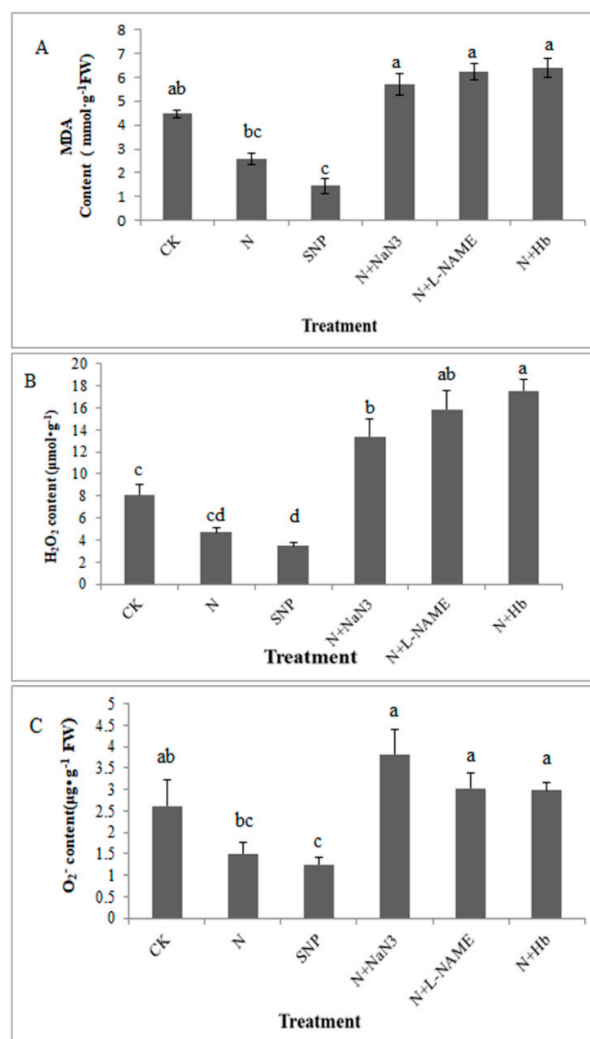 A
MDA
Content ( mmol·g-1FW)
8
7
6
5
4
3
2
1
0
ab
bc
c
a
a
a
CK
N
SNP
N+NaN3
N+L-NAME
N+Hb
Treatment
B
H₂O₂ content (μmol•g-1)
20
18
16
14
12
10
8
6
4
2
0
c
cd
d
b
ab
a
CK
N
SNP
N+NaN3
N+L-NAME
N+Hb
Treatment
C
O₂⁻ content(μg•g⁻¹ FW)
5
4.5
4
3.5
3
2.5
2
1.5
1
0.5
0
ab
bc
c
a
a
a
CK
N
SNP
N+NaN3
N+L-NAME
N+Hb
Treatment